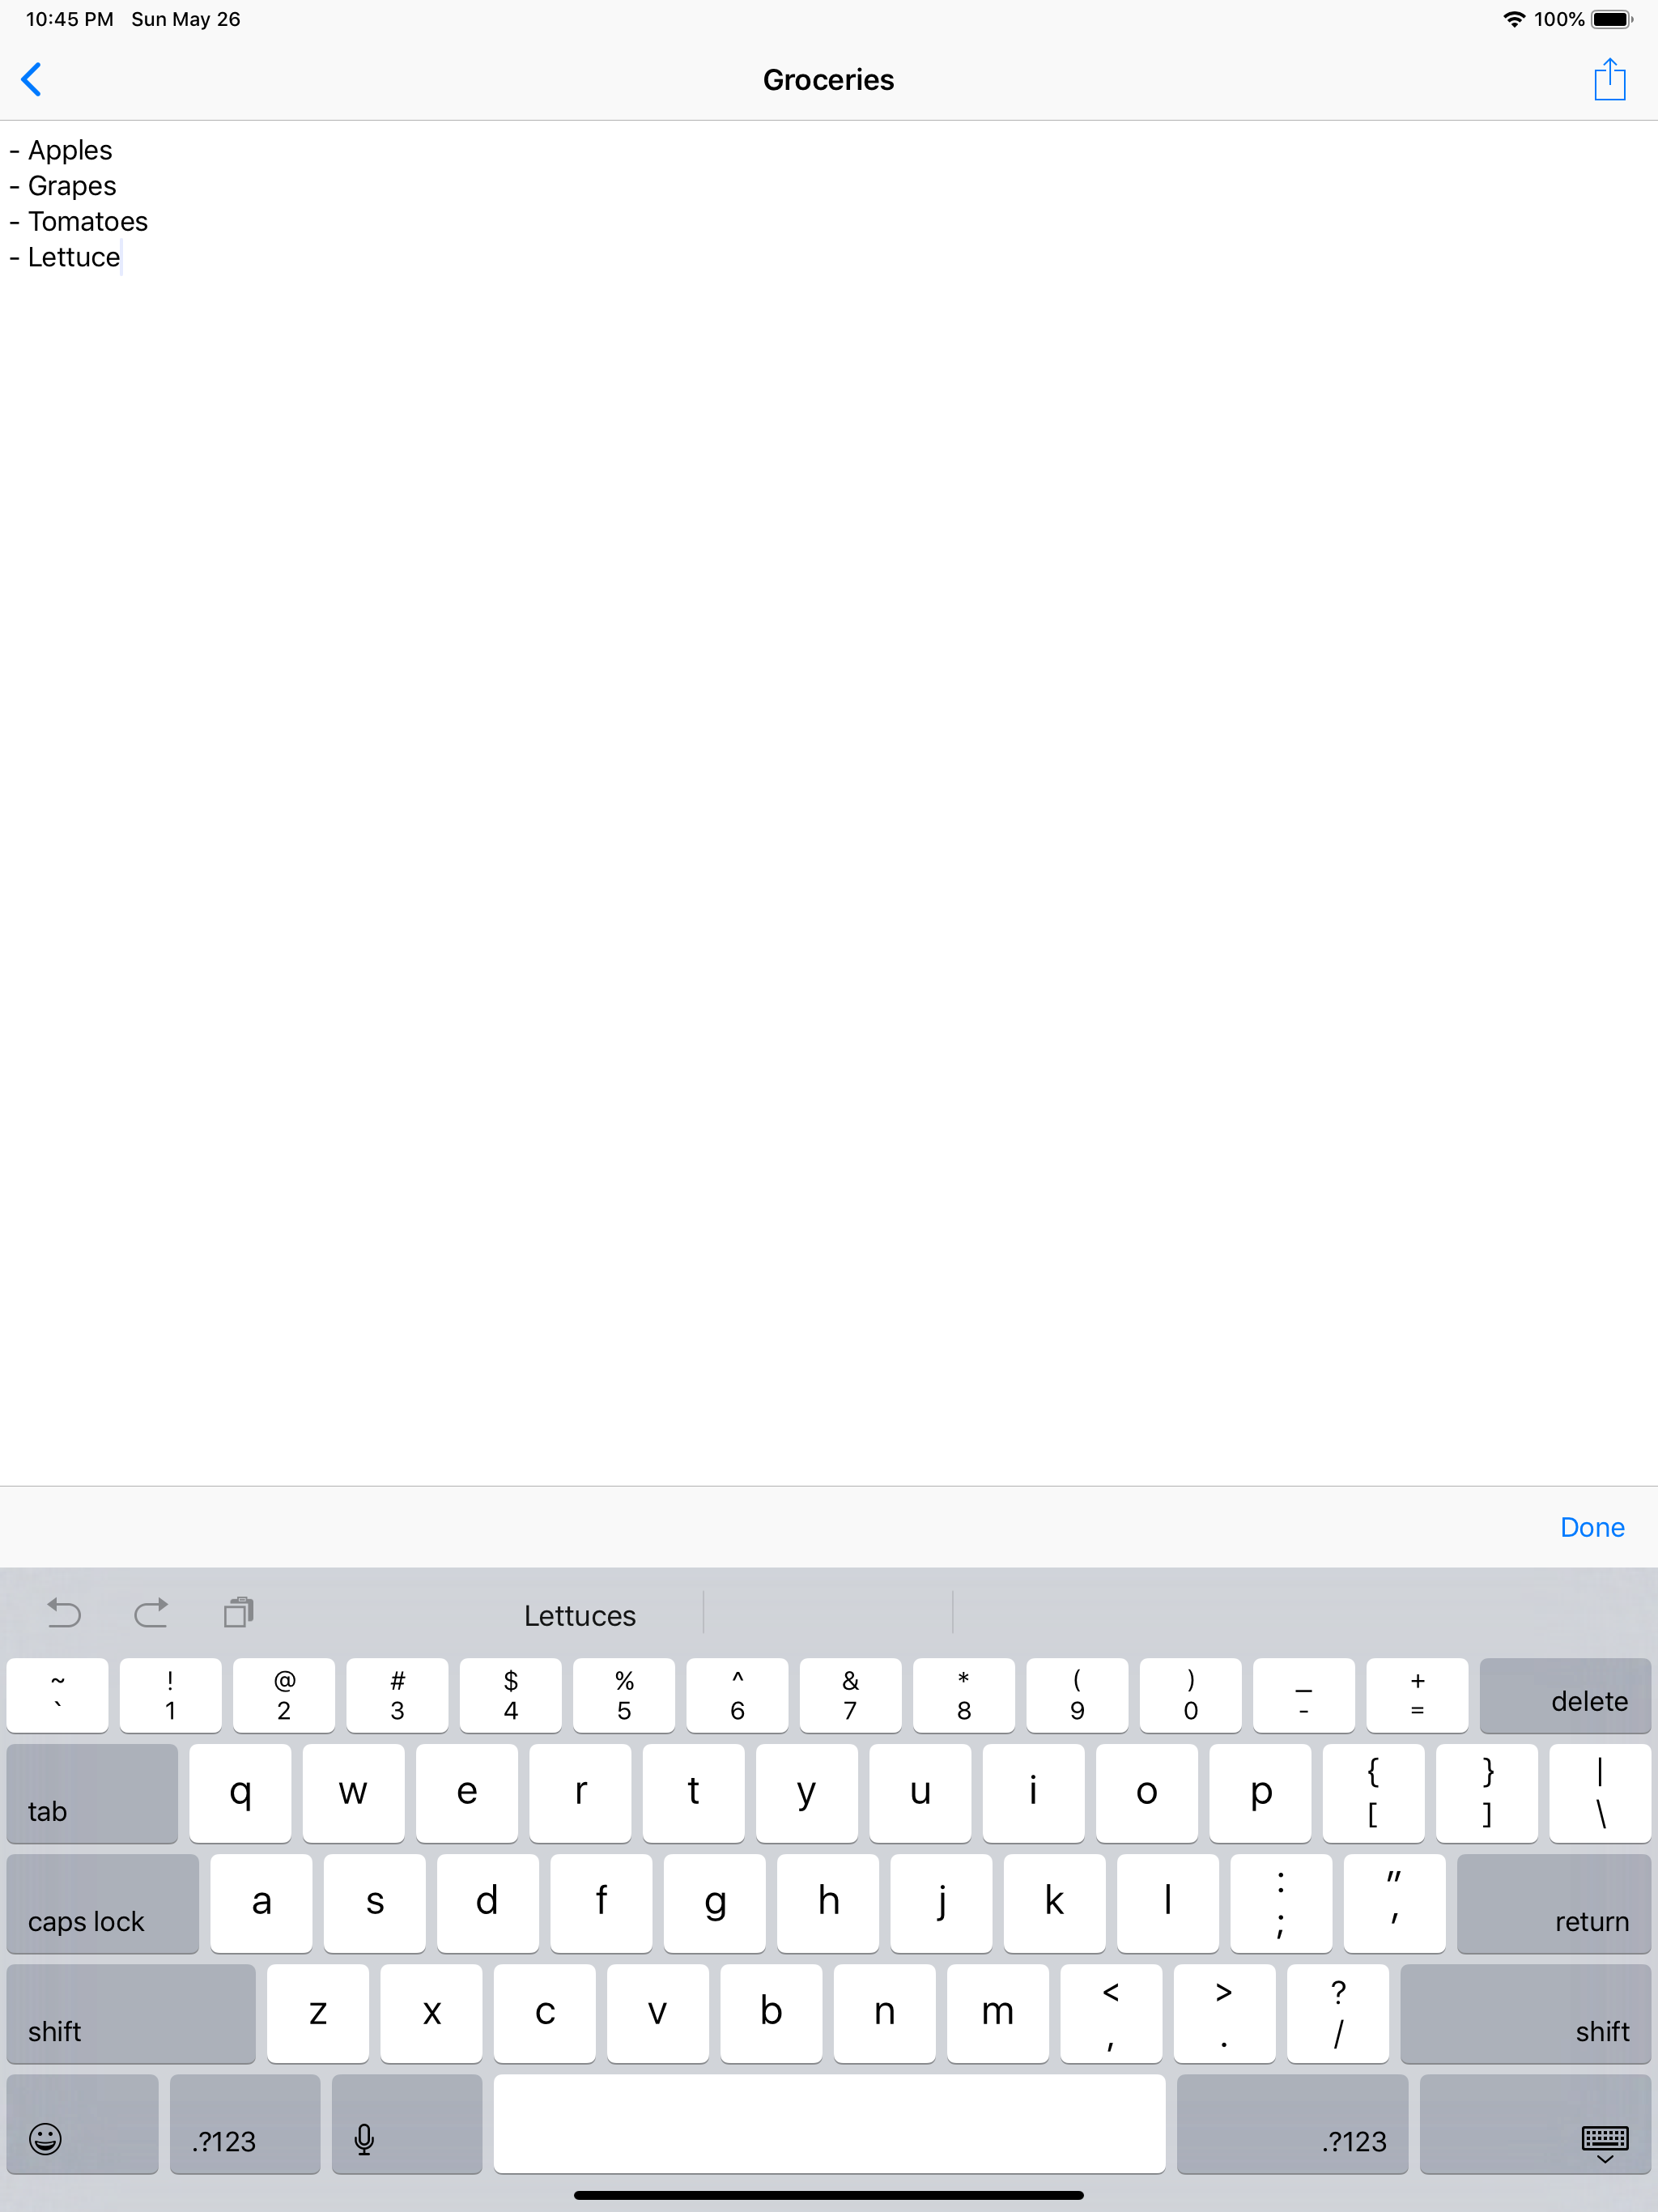 10:45 PM Sun May 26 100%
Groceries
- Apples
- Grapes
- Tomatoes
- Lettuce
Done
Lettuces
~ ! @ # $ % ^ & * ( ) _ +
` 1 2 3 4 5 6 7 8 9 0 - = delete
tab q w e r t y u i o p { [ } ] | \
caps lock a s d f g h j k l : ; " ' return
shift z x c v b n m < , > . ? / shift
.?123 .?123